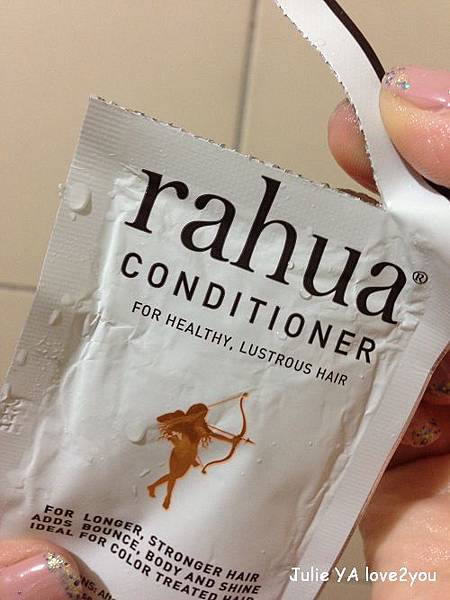 rahua®
CONDITIONER
FOR HEALTHY, LUSTROUS HAIR
FOR LONGER, STRONGER HAIR
ADDS BOUNCE, BODY AND SHINE
IDEAL FOR COLOR TREATED HAIR
Julie YA love2you